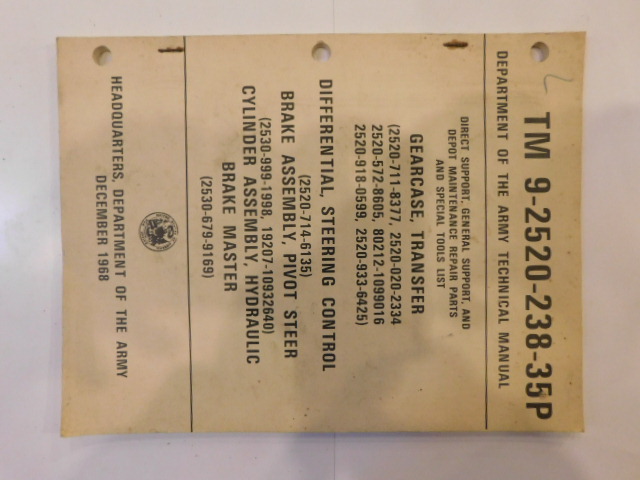 TM 9-2520-238-35P
DEPARTMENT OF THE ARMY TECHNICAL MANUAL
DIRECT SUPPORT, GENERAL SUPPORT, AND
DEPOT MAINTENANCE REPAIR PARTS
AND SPECIAL TOOLS LIST
GEARCASE, TRANSFER
(2520-711-8377, 2520-020-2334
2520-572-8605, 80212-1099016
2520-918-0599, 2520-933-6425)
DIFFERENTIAL, STEERING CONTROL
(2520-714-6135)
BRAKE ASSEMBLY, PIVOT STEER
(2530-999-1998, 19207-10932640)
CYLINDER ASSEMBLY, HYDRAULIC
BRAKE MASTER
(2530-679-9169)
HEADQUARTERS, DEPARTMENT OF THE ARMY
DECEMBER 1968